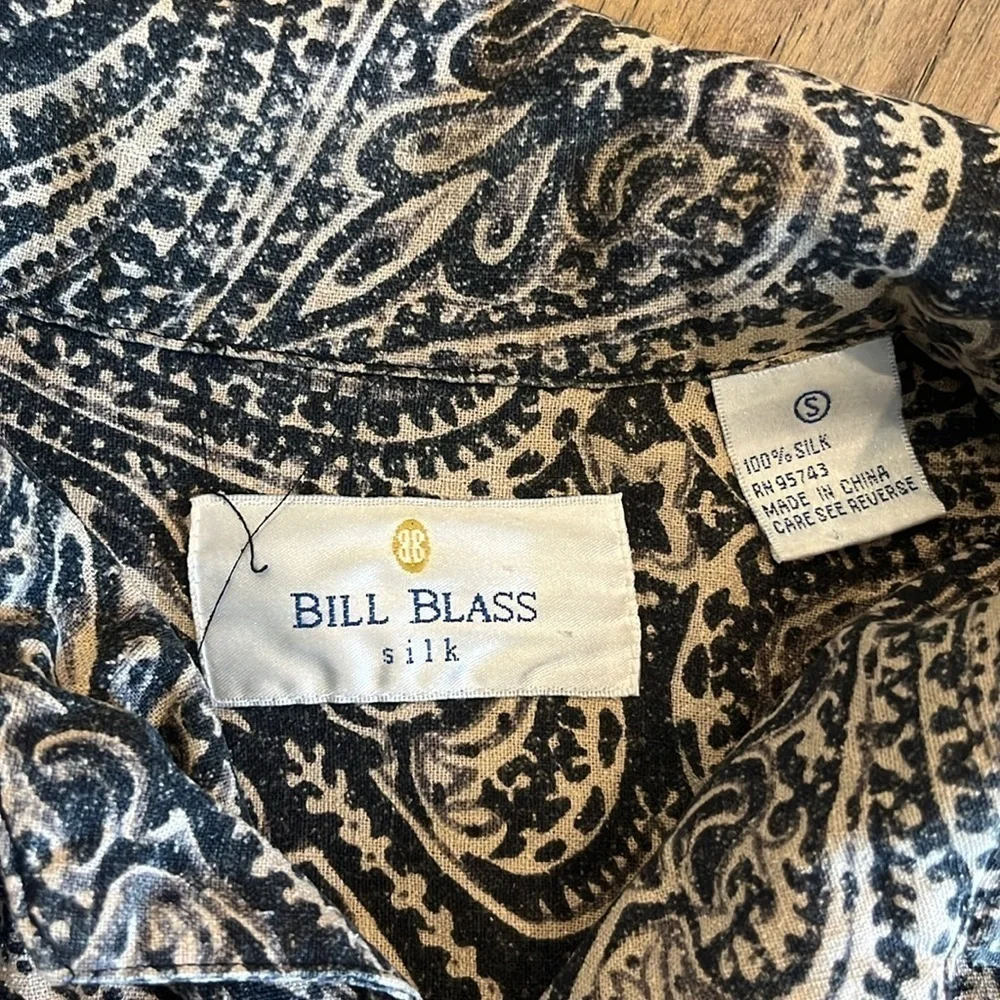 BB
BILL BLASS
silk
S
100% SILK
RN 95743
MADE IN CHINA
CARE SEE REVERSE